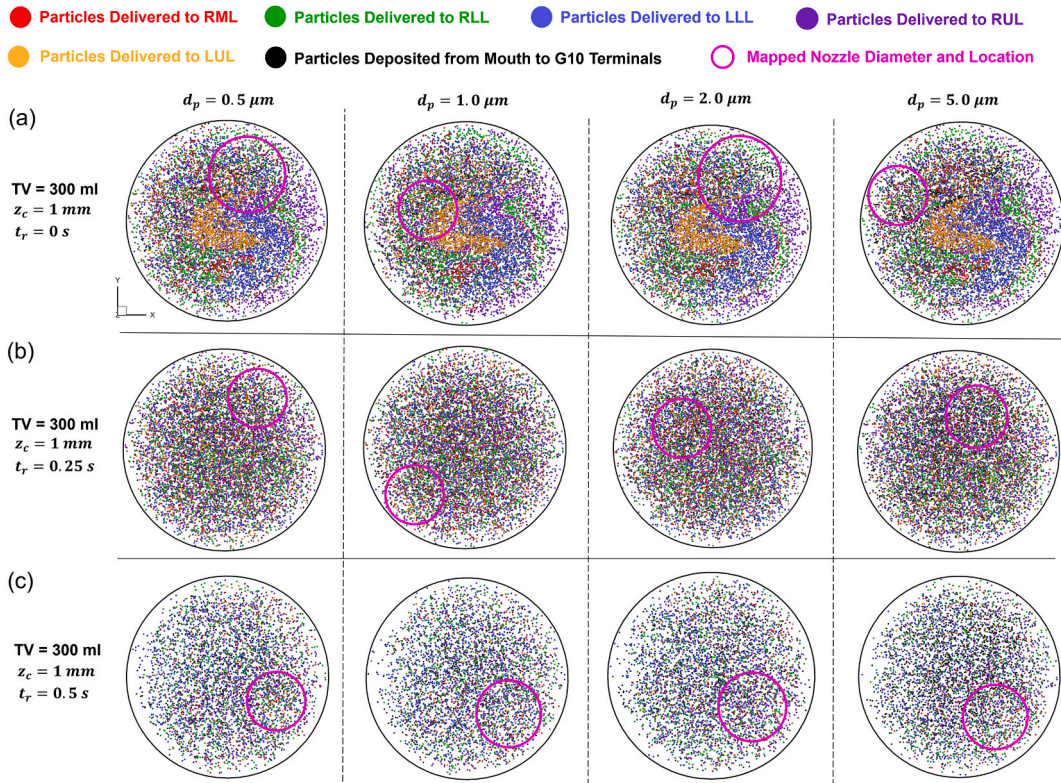 Particles Delivered to RML Particles Delivered to RLL Particles Delivered to LLL Particles Delivered to RUL
Particles Delivered to LUL Particles Deposited from Mouth to G10 Terminals Mapped Nozzle Diameter and Location
d_p = 0.5 μm d_p = 1.0 μm d_p = 2.0 μm d_p = 5.0 μm
(a)
TV = 300 ml
z_c = 1 mm
t_r = 0 s
Y
Z X
(b)
TV = 300 ml
z_c = 1 mm
t_r = 0.25 s
(c)
TV = 300 ml
z_c = 1 mm
t_r = 0.5 s